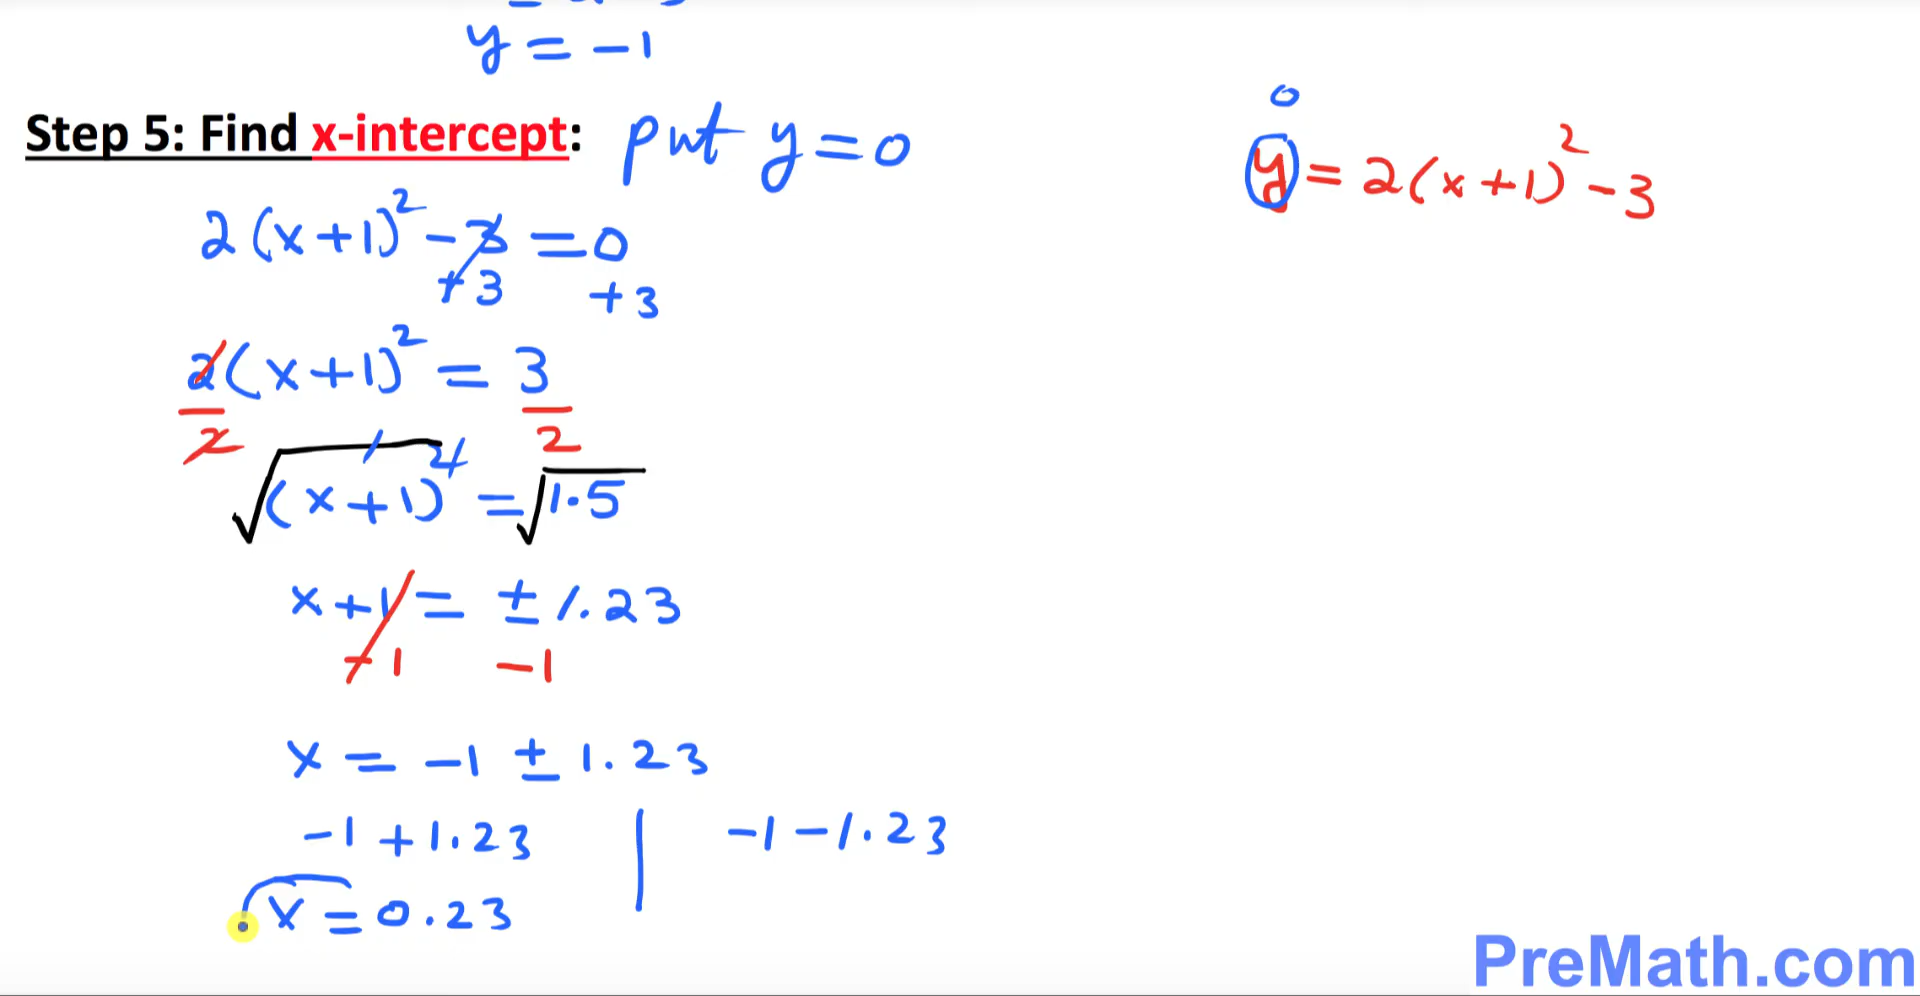 y = -1
Step 5: Find x-intercept: put y=0
0
y = 2(x+1)² - 3
2(x+1)² - 3 = 0
+3 +3
2(x+1)² = 3
2 2
√(x+1)² = √1.5
x+1 = ± 1.23
-1 -1
x = -1 ± 1.23
-1 + 1.23 | -1 - 1.23
x = 0.23
PreMath.com